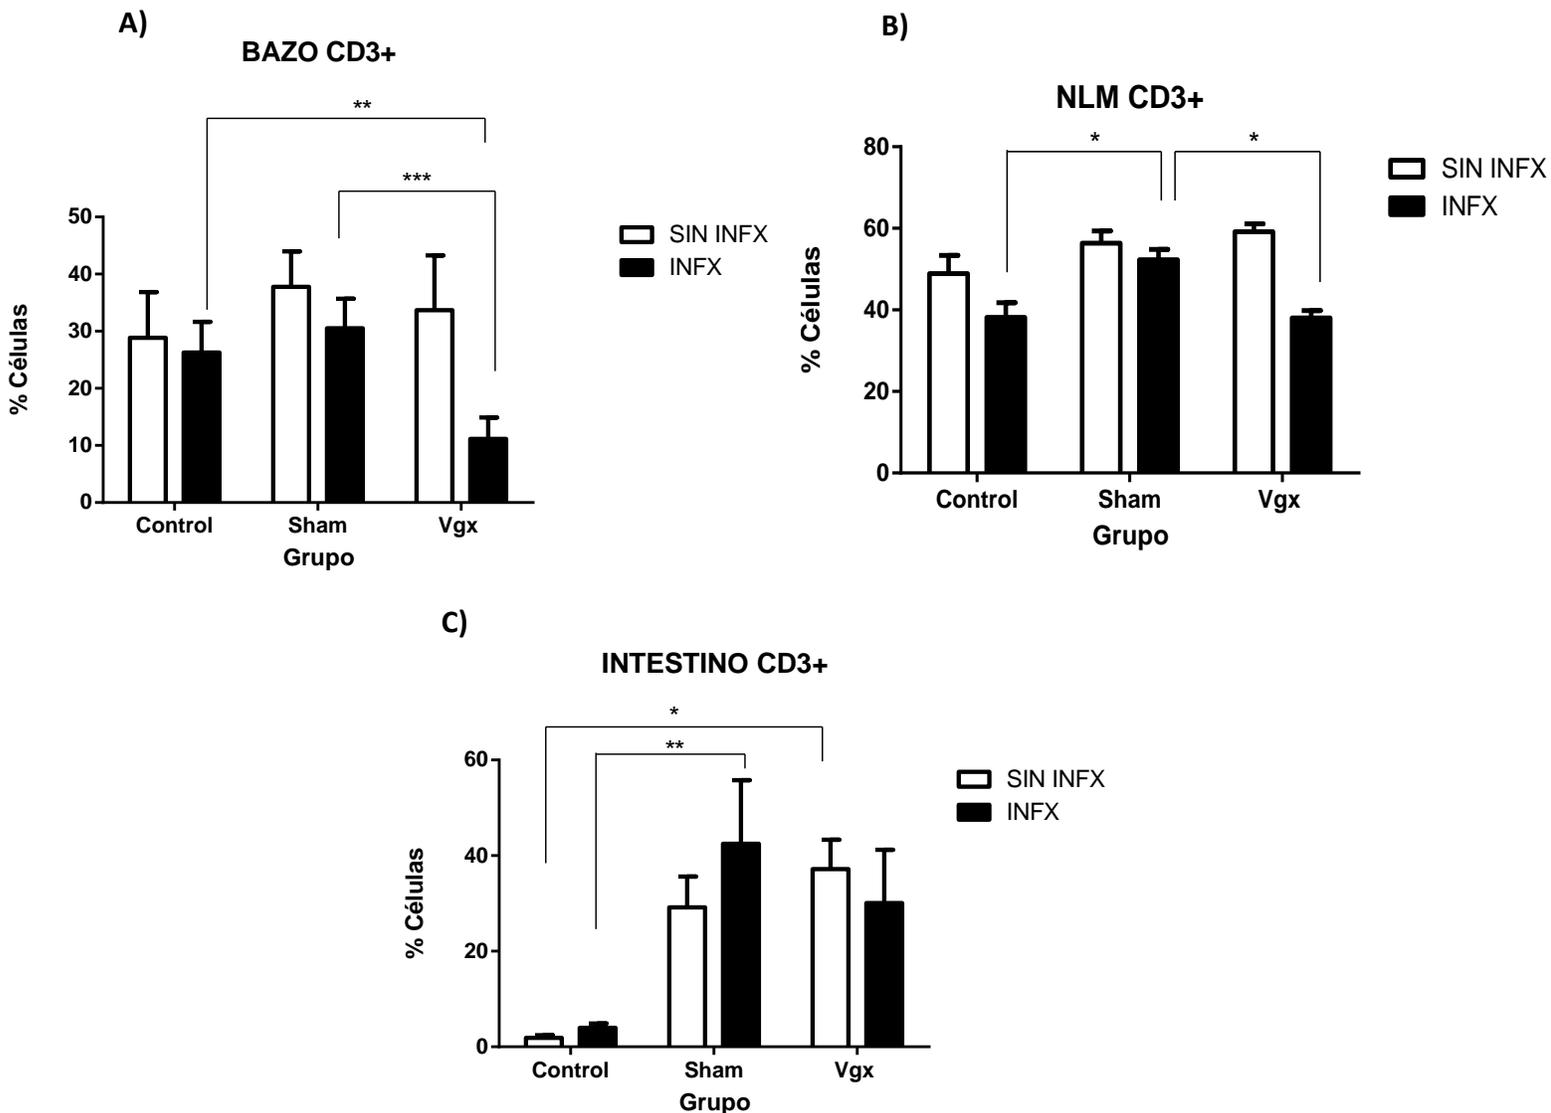 A)
BAZO CD3+
**
***
50
40
30
20
10
0
% Células
Control Sham Vgx
Grupo
SIN INFX
INFX
B)
NLM CD3+
* *
80
60
40
20
0
% Células
Control Sham Vgx
Grupo
SIN INFX
INFX
C)
INTESTINO CD3+
*
**
60
40
20
0
% Células
Control Sham Vgx
Grupo
SIN INFX
INFX